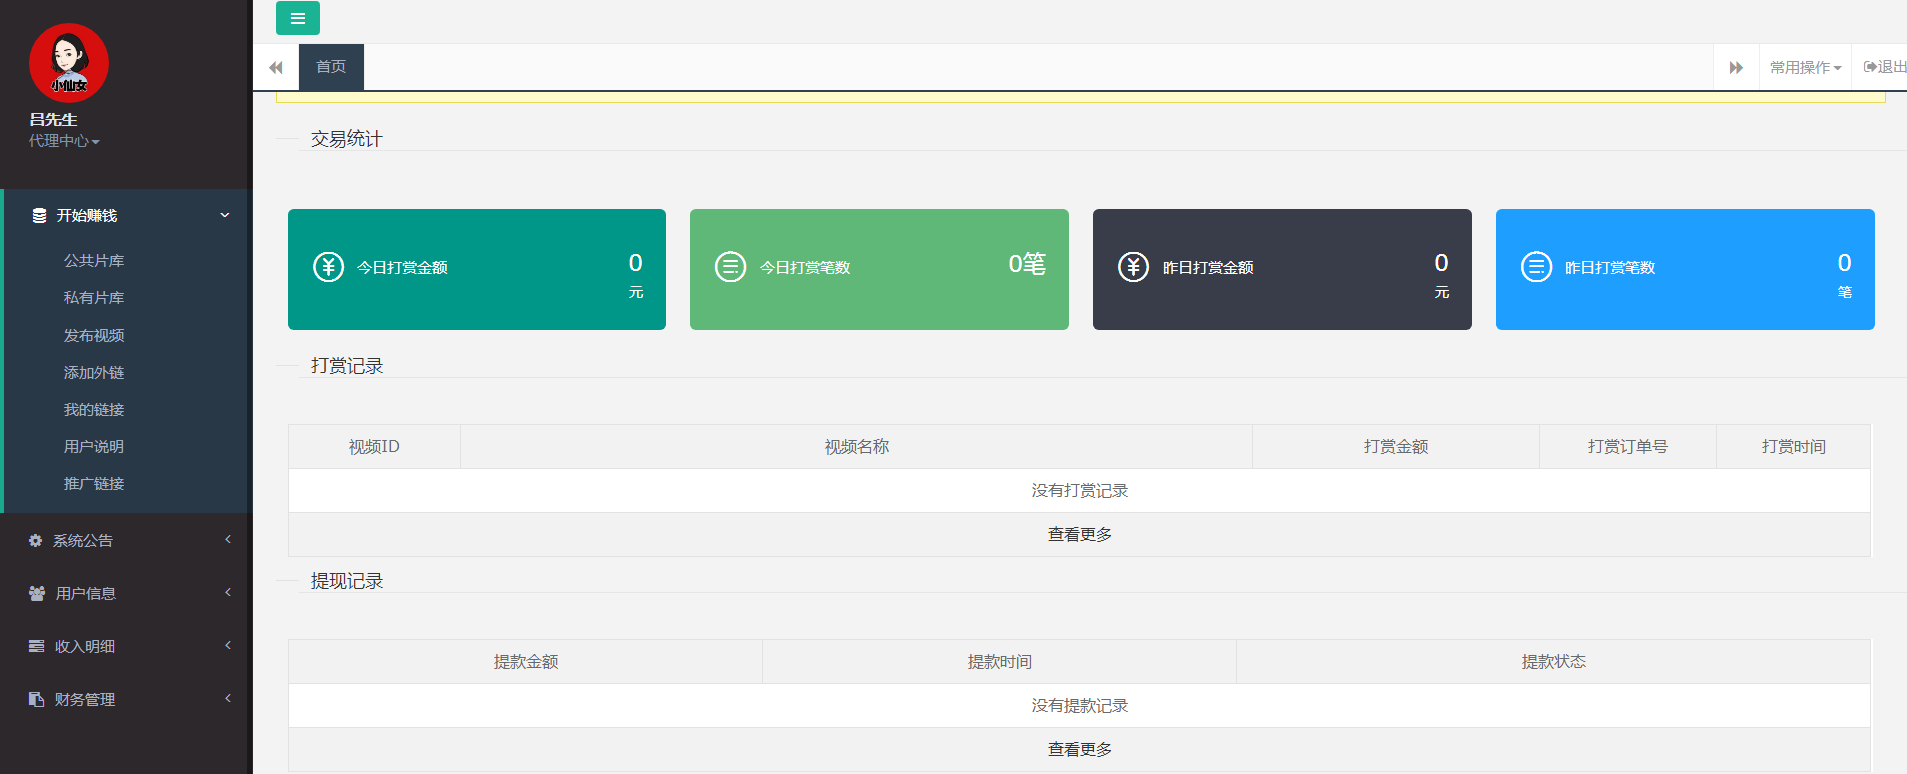 小仙女
吕先生
代理中心
开始赚钱
公共片库
私有片库
发布视频
添加外链
我的链接
用户说明
推广链接
系统公告
用户信息
收入明细
财务管理
首页
常用操作
退出
交易统计
今日打赏金额
0
元
今日打赏笔数
0笔
昨日打赏金额
0
元
昨日打赏笔数
0
笔
打赏记录
视频ID 视频名称 打赏金额 打赏订单号 打赏时间
没有打赏记录
查看更多
提现记录
提款金额 提款时间 提款状态
没有提款记录
查看更多